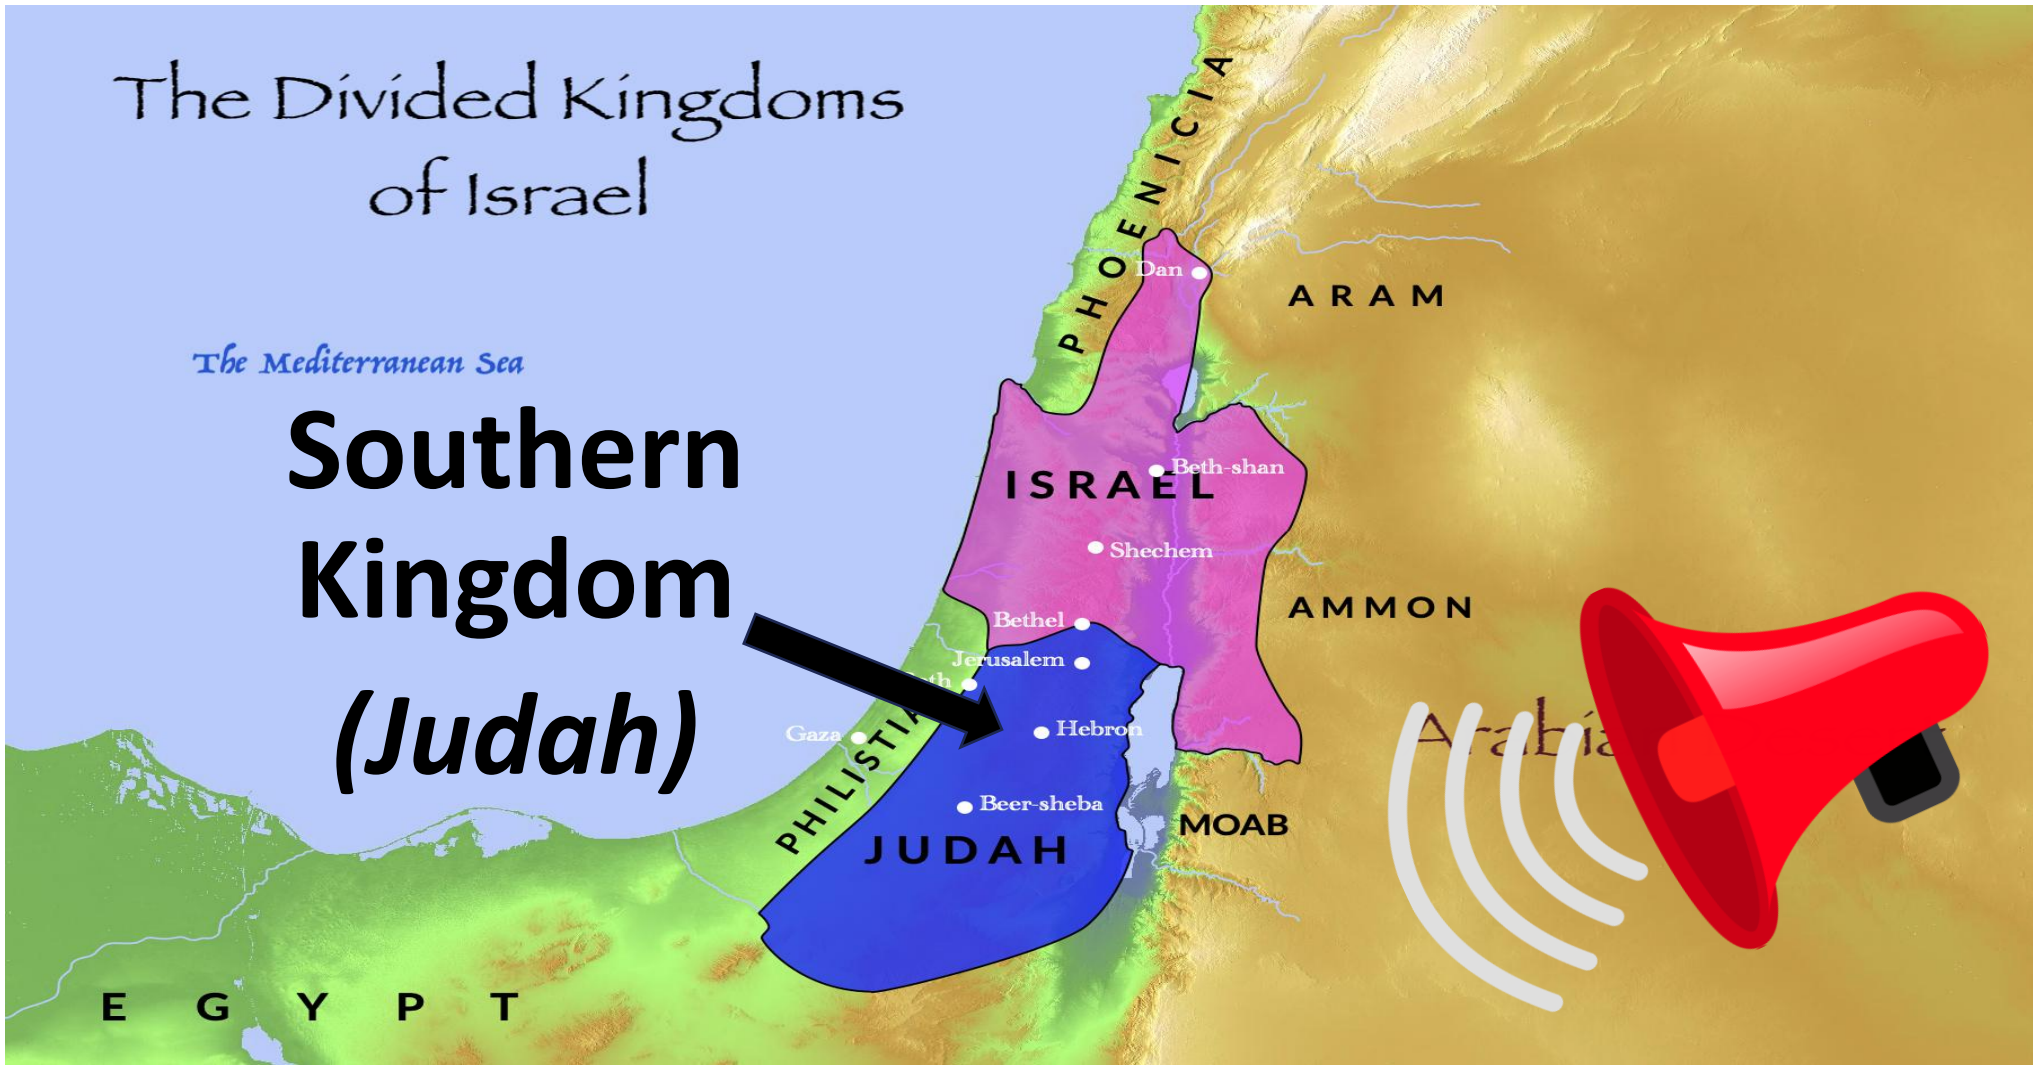 The Divided Kingdoms
of Israel
PHOENICIA
Dan
ARAM
The Mediterranean Sea
Southern
Kingdom
(Judah)
Beth-shan
ISRAEL
Shechem
AMMON
Bethel
Jerusalem
Hebron
Gaza
PHILISTIA
Beer-sheba
JUDAH
MOAB
EGYPT